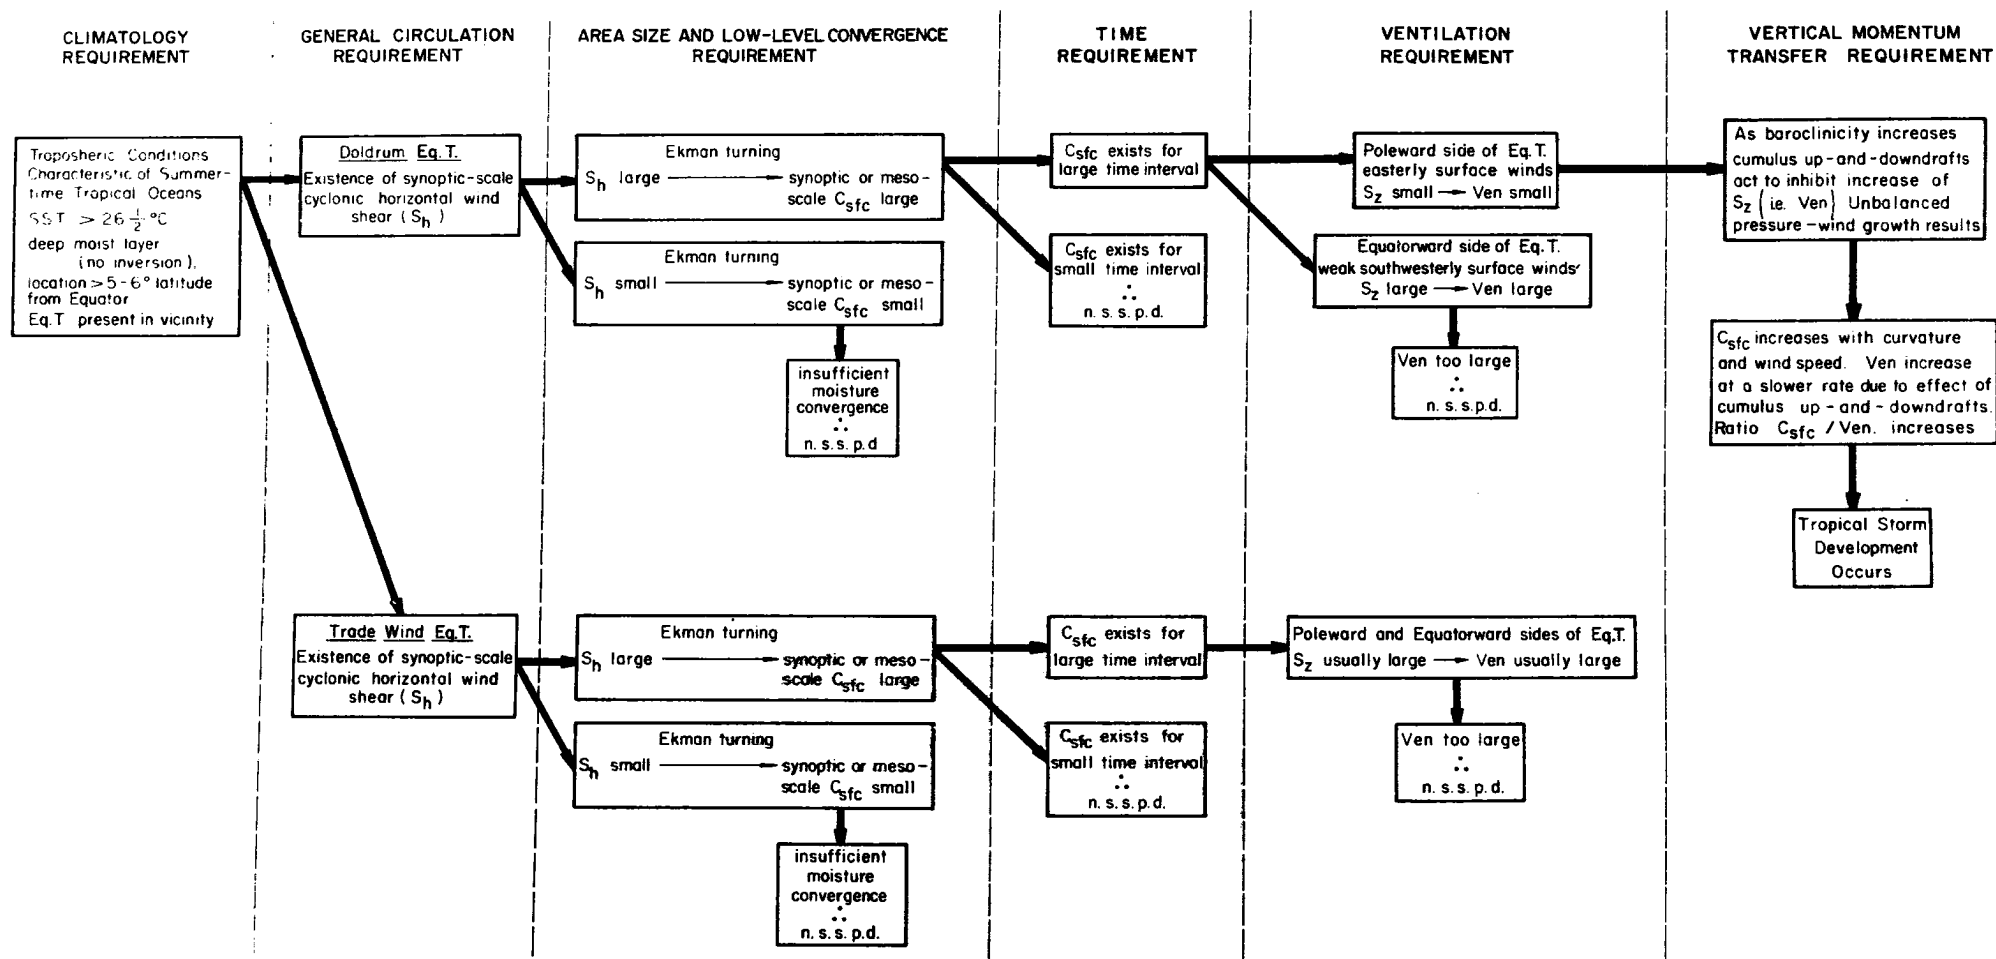 CLIMATOLOGY
REQUIREMENT
GENERAL CIRCULATION
REQUIREMENT
AREA SIZE AND LOW-LEVEL CONVERGENCE
REQUIREMENT
TIME
REQUIREMENT
VENTILATION
REQUIREMENT
VERTICAL MOMENTUM
TRANSFER REQUIREMENT
Tropospheric Conditions
Characteristic of Summer-
time Tropical Oceans
SST > 26 1/2 °C
deep moist layer
(no inversion),
location > 5-6° latitude
from Equator
Eq.T present in vicinity
Doldrum Eq.T.
Existence of synoptic-scale
cyclonic horizontal wind
shear (Sh)
Ekman turning
Sh large → synoptic or meso-
scale Csfc large
Ekman turning
Sh small → synoptic or meso-
scale Csfc small
insufficient
moisture
convergence
∴
n. s. s. p. d
Csfc exists for
large time interval
Csfc exists for
small time interval
∴
n. s. s. p. d.
Poleward side of Eq.T.
easterly surface winds
Sz small → Ven small
Equatorward side of Eq.T.
weak southwesterly surface winds
Sz large → Ven large
Ven too large
∴
n. s. s. p. d.
As baroclinicity increases
cumulus up-and-downdrafts
act to inhibit increase of
Sz (i.e. Ven) Unbalanced
pressure-wind growth results
Csfc increases with curvature
and wind speed. Ven increase
at a slower rate due to effect of
cumulus up-and-downdrafts.
Ratio Csfc / Ven. increases
Tropical Storm
Development
Occurs
Trade Wind Eq.T.
Existence of synoptic-scale
cyclonic horizontal wind
shear (Sh)
Ekman turning
Sh large → synoptic or meso-
scale Csfc large
Ekman turning
Sh small → synoptic or meso-
scale Csfc small
insufficient
moisture
convergence
∴
n. s. s. p. d.
Csfc exists for
large time interval
Csfc exists for
small time interval
∴
n. s. s. p. d.
Poleward and Equatorward sides of Eq.T.
Sz usually large → Ven usually large
Ven too large
∴
n. s. s. p. d.